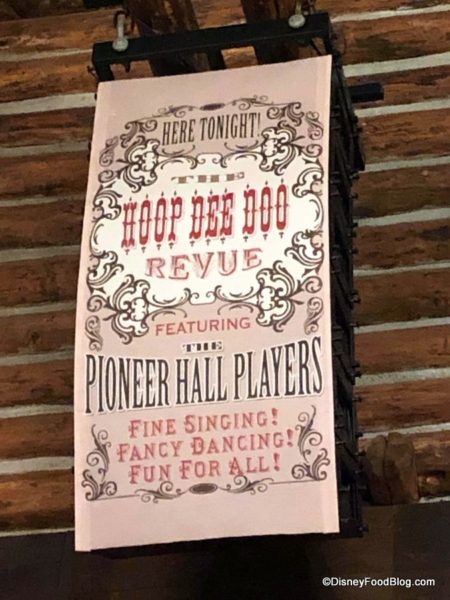 HERE TONIGHT!
THE
HOOP DEE DOO
REVUE
FEATURING
THE
PIONEER HALL PLAYERS
FINE SINGING!
FANCY DANCING!
FUN FOR ALL!
©DisneyFoodBlog.com